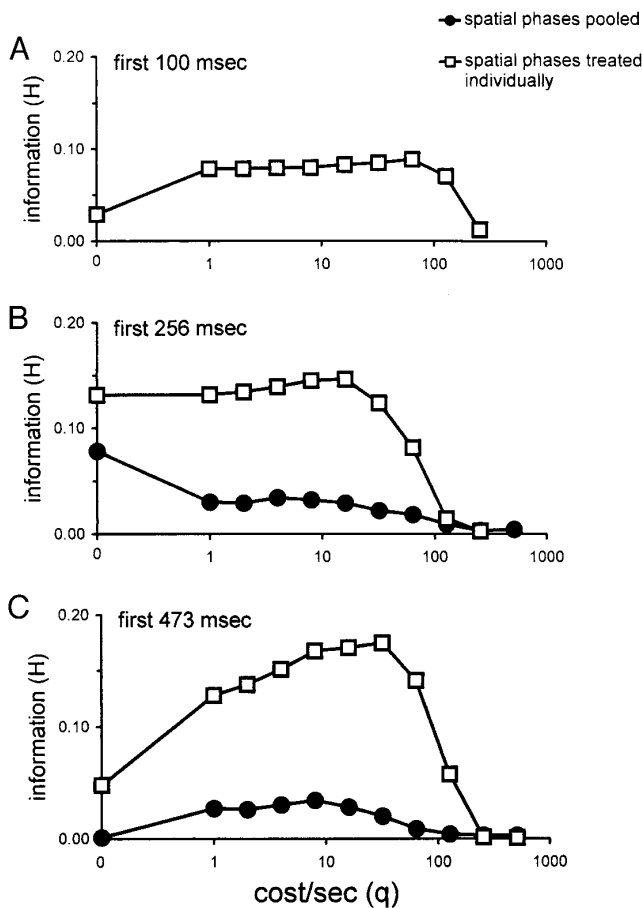 spatial phases pooled
spatial phases treated
individually
A
first 100 msec
information (H)
0.20
0.10
0.00
0
1
10
100
1000
B
first 256 msec
information (H)
0.20
0.10
0.00
0
1
10
100
1000
C
first 473 msec
information (H)
0.20
0.10
0.00
0
1
10
100
1000
cost/sec (q)